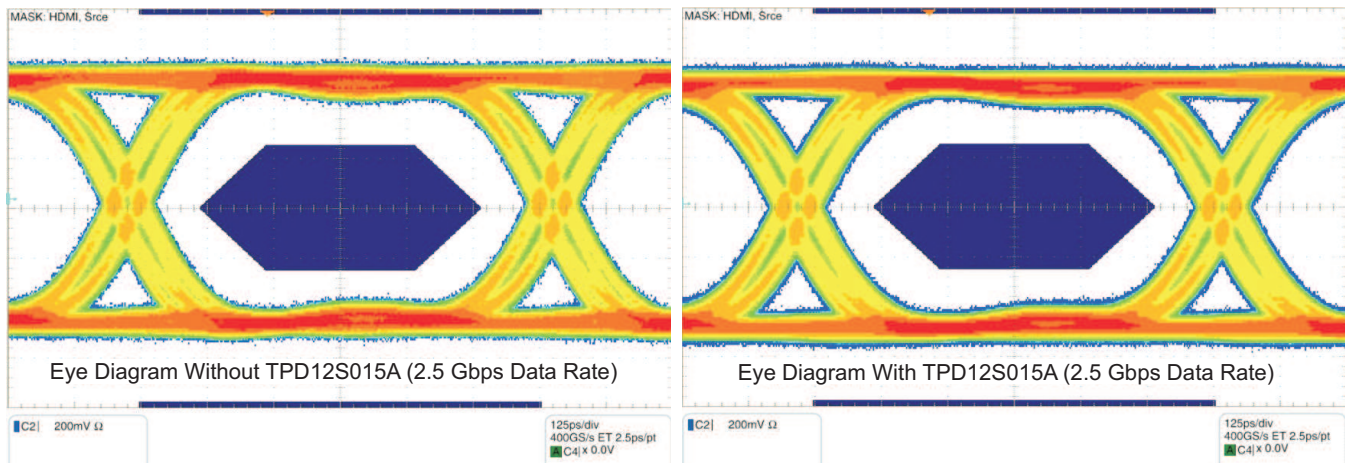 MASK: HDMI, Srce
Eye Diagram Without TPD12S015A (2.5 Gbps Data Rate)
C2 200mV Ω
125ps/div
400GS/s ET 2.5ps/pt
A C4 x 0.0V
MASK: HDMI, Srce
Eye Diagram With TPD12S015A (2.5 Gbps Data Rate)
C2 200mV Ω
125ps/div
400GS/s ET 2.5ps/pt
A C4 x 0.0V